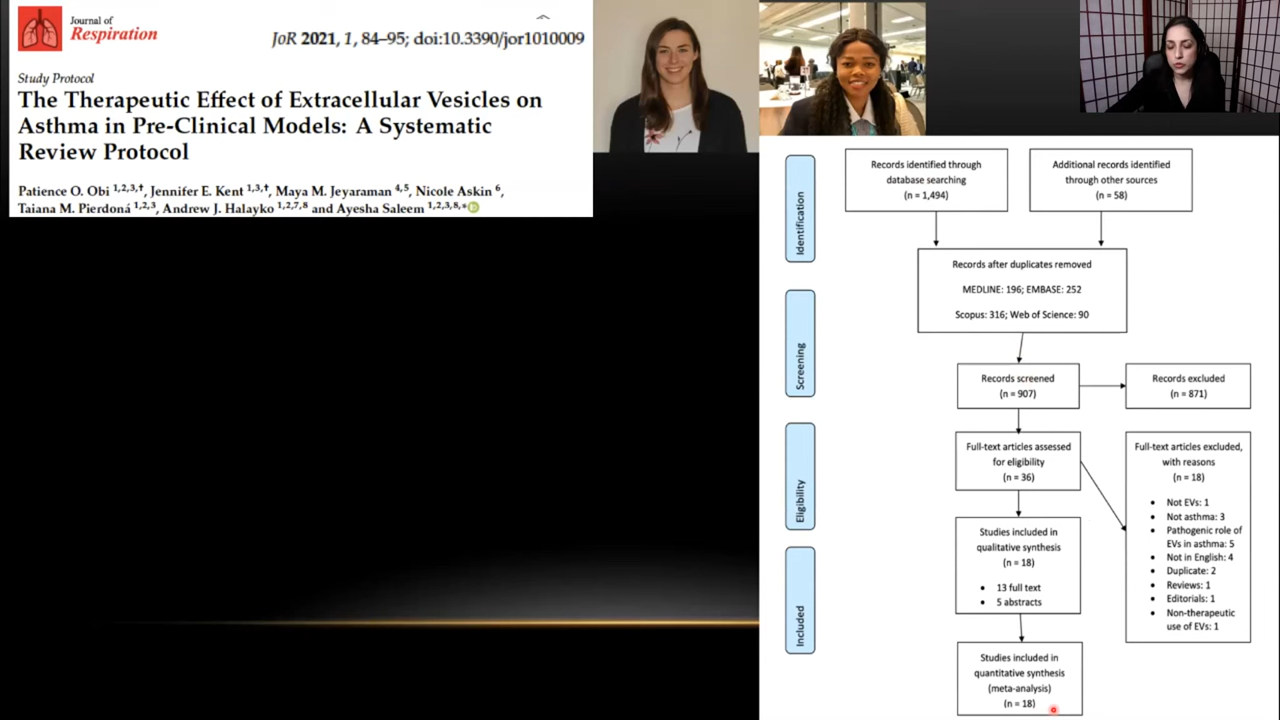 Journal of
Respiration
JoR 2021, 1, 84–95; doi:10.3390/jor1010009
Study Protocol
The Therapeutic Effect of Extracellular Vesicles on
Asthma in Pre-Clinical Models: A Systematic
Review Protocol
Patience O. Obi 1,2,3,†, Jennifer E. Kent 1,3,†, Maya M. Jeyaraman 4,5, Nicole Askin 6,
Taiana M. Pierdoná 1,2,3, Andrew J. Halayko 1,2,7,8 and Ayesha Saleem 1,2,3,8,*
Identification
Records identified through
database searching
(n = 1,494)
Additional records identified
through other sources
(n = 58)
Records after duplicates removed
MEDLINE: 196; EMBASE: 252
Scopus: 316; Web of Science: 90
Screening
Records screened
(n = 907)
Records excluded
(n = 871)
Eligibility
Full-text articles assessed
for eligibility
(n = 36)
Full-text articles excluded,
with reasons
(n = 18)
• Not EVs: 1
• Not asthma: 3
• Pathogenic role of
EVs in asthma: 5
• Not in English: 4
• Duplicate: 2
• Reviews: 1
• Editorials: 1
• Non-therapeutic
use of EVs: 1
Included
Studies included in
qualitative synthesis
(n = 18)
• 13 full text
• 5 abstracts
Studies included in
quantitative synthesis
(meta-analysis)
(n = 18)